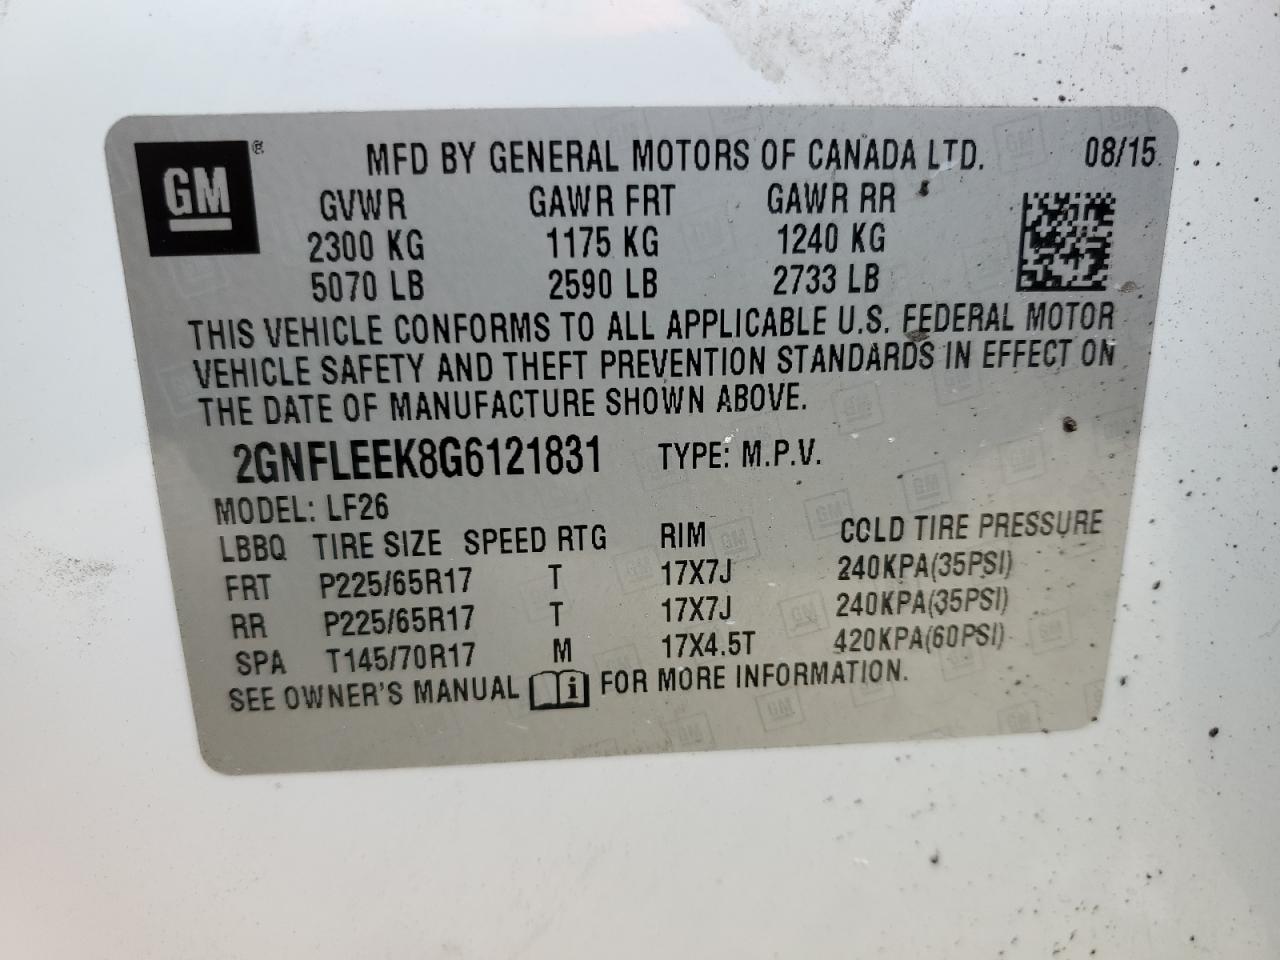 GM®
MFD BY GENERAL MOTORS OF CANADA LTD. 08/15
GVWR GAWR FRT GAWR RR
2300 KG 1175 KG 1240 KG
5070 LB 2590 LB 2733 LB
THIS VEHICLE CONFORMS TO ALL APPLICABLE U.S. FEDERAL MOTOR
VEHICLE SAFETY AND THEFT PREVENTION STANDARDS IN EFFECT ON
THE DATE OF MANUFACTURE SHOWN ABOVE.
2GNFLEEK8G6121831 TYPE: M.P.V.
MODEL: LF26
LBBQ TIRE SIZE SPEED RTG RIM COLD TIRE PRESSURE
FRT P225/65R17 T 17X7J 240KPA(35PSI)
RR P225/65R17 T 17X7J 240KPA(35PSI)
SPA T145/70R17 M 17X4.5T 420KPA(60PSI)
SEE OWNER'S MANUAL i FOR MORE INFORMATION.